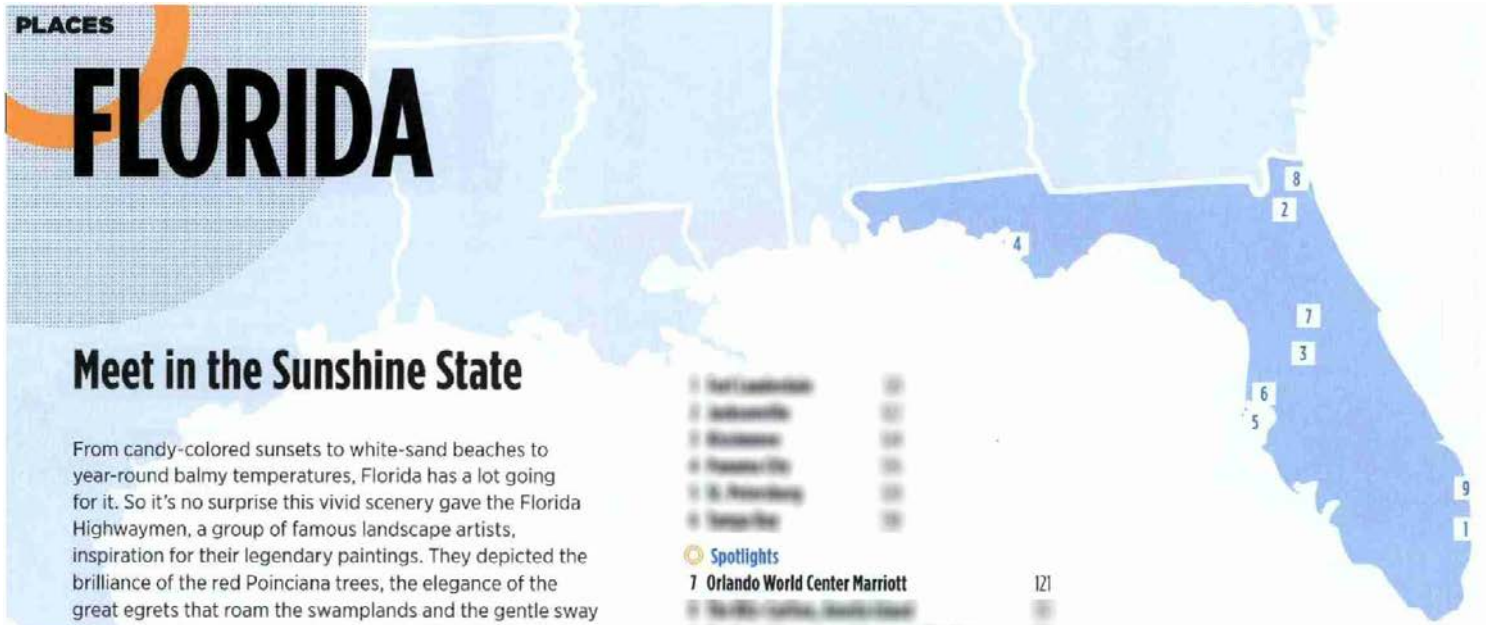 PLACES
FLORIDA
8
2
4
7
3
6
5
9
1
Meet in the Sunshine State
From candy-colored sunsets to white-sand beaches to
year-round balmy temperatures, Florida has a lot going
for it. So it's no surprise this vivid scenery gave the Florida
Highwaymen, a group of famous landscape artists,
inspiration for their legendary paintings. They depicted the
brilliance of the red Poinciana trees, the elegance of the
great egrets that roam the swamplands and the gentle sway
Spotlights
7 Orlando World Center Marriott 121